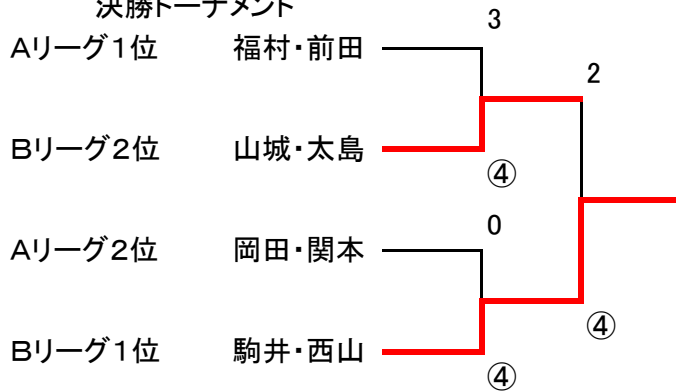 決勝トーナメント
3
Aリーグ1位 福村・前田
2
Bリーグ2位 山城・太島
④
0
Aリーグ2位 岡田・関本
④
Bリーグ1位 駒井・西山
④